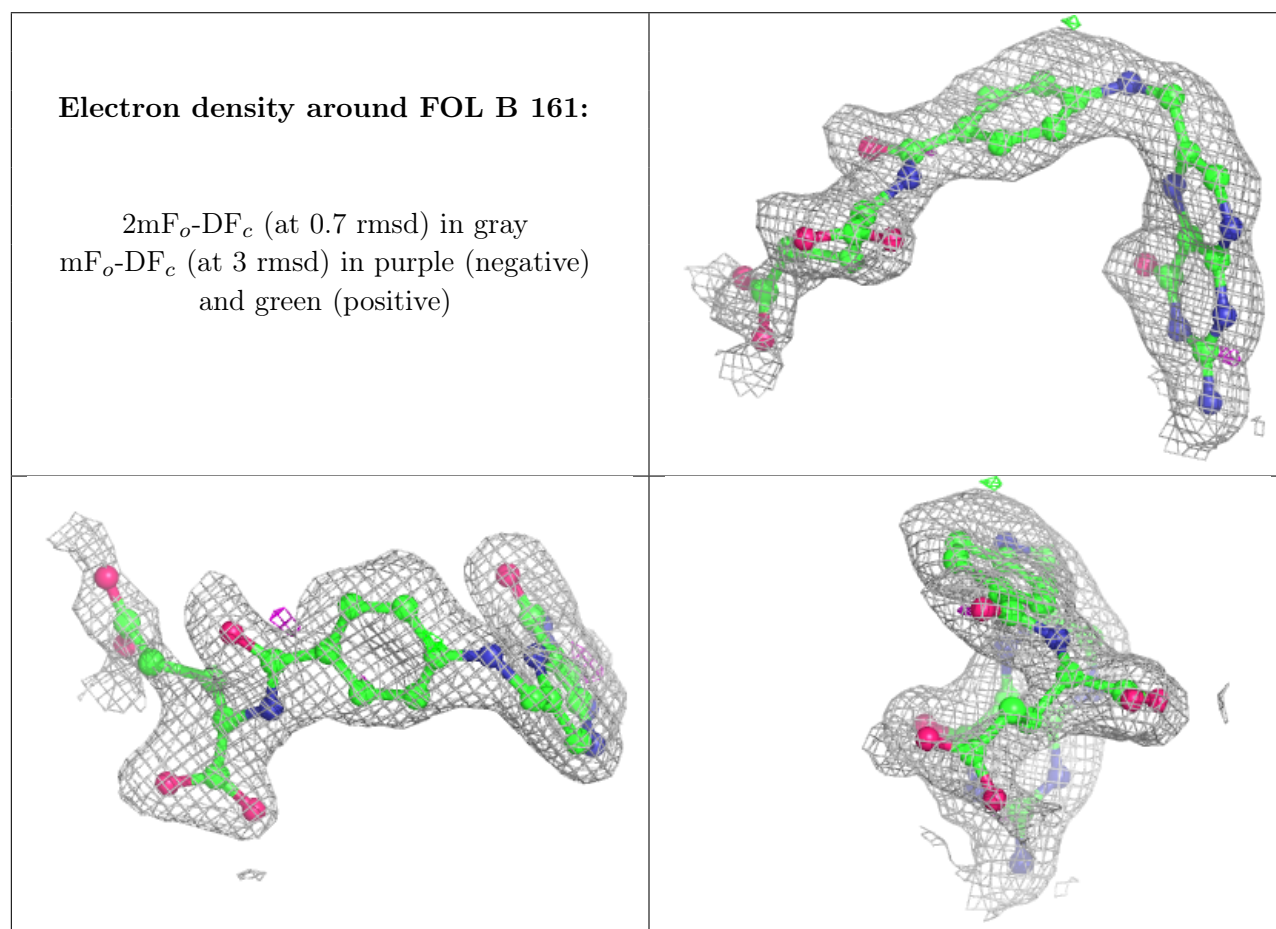 Electron density around FOL B 161:
2mFo-DFc (at 0.7 rmsd) in gray
mFo-DFc (at 3 rmsd) in purple (negative)
and green (positive)